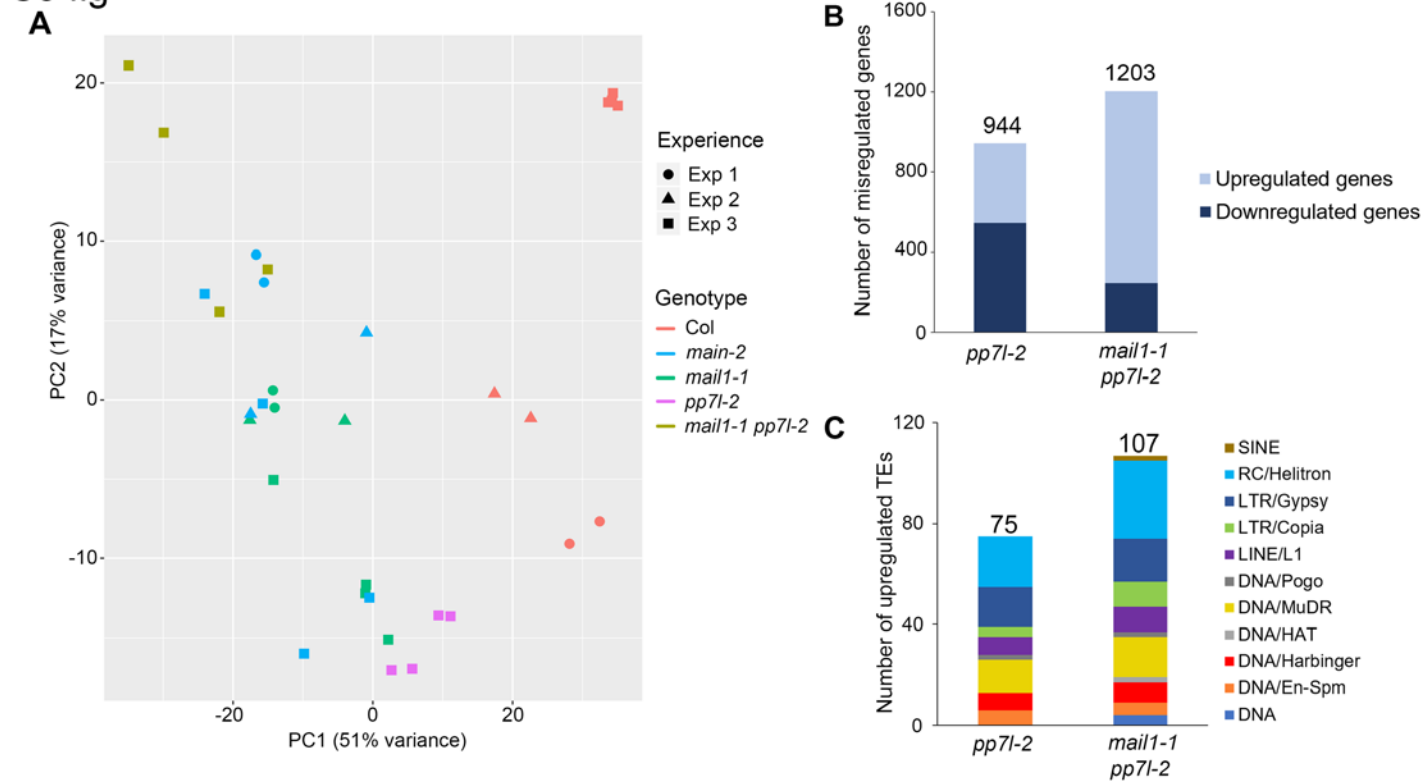 A
20
10
0
-10
-20
0
20
PC2 (17% variance)
PC1 (51% variance)
Experience
Exp 1
Exp 2
Exp 3
Genotype
Col
main-2
mail1-1
pp7l-2
mail1-1 pp7l-2
B
1600
1200
800
400
0
Number of misregulated genes
944
1203
pp7l-2
mail1-1
pp7l-2
Upregulated genes
Downregulated genes
C
120
80
40
0
Number of upregulated TEs
75
107
pp7l-2
mail1-1
pp7l-2
SINE
RC/Helitron
LTR/Gypsy
LTR/Copia
LINE/L1
DNA/Pogo
DNA/MuDR
DNA/HAT
DNA/Harbinger
DNA/En-Spm
DNA